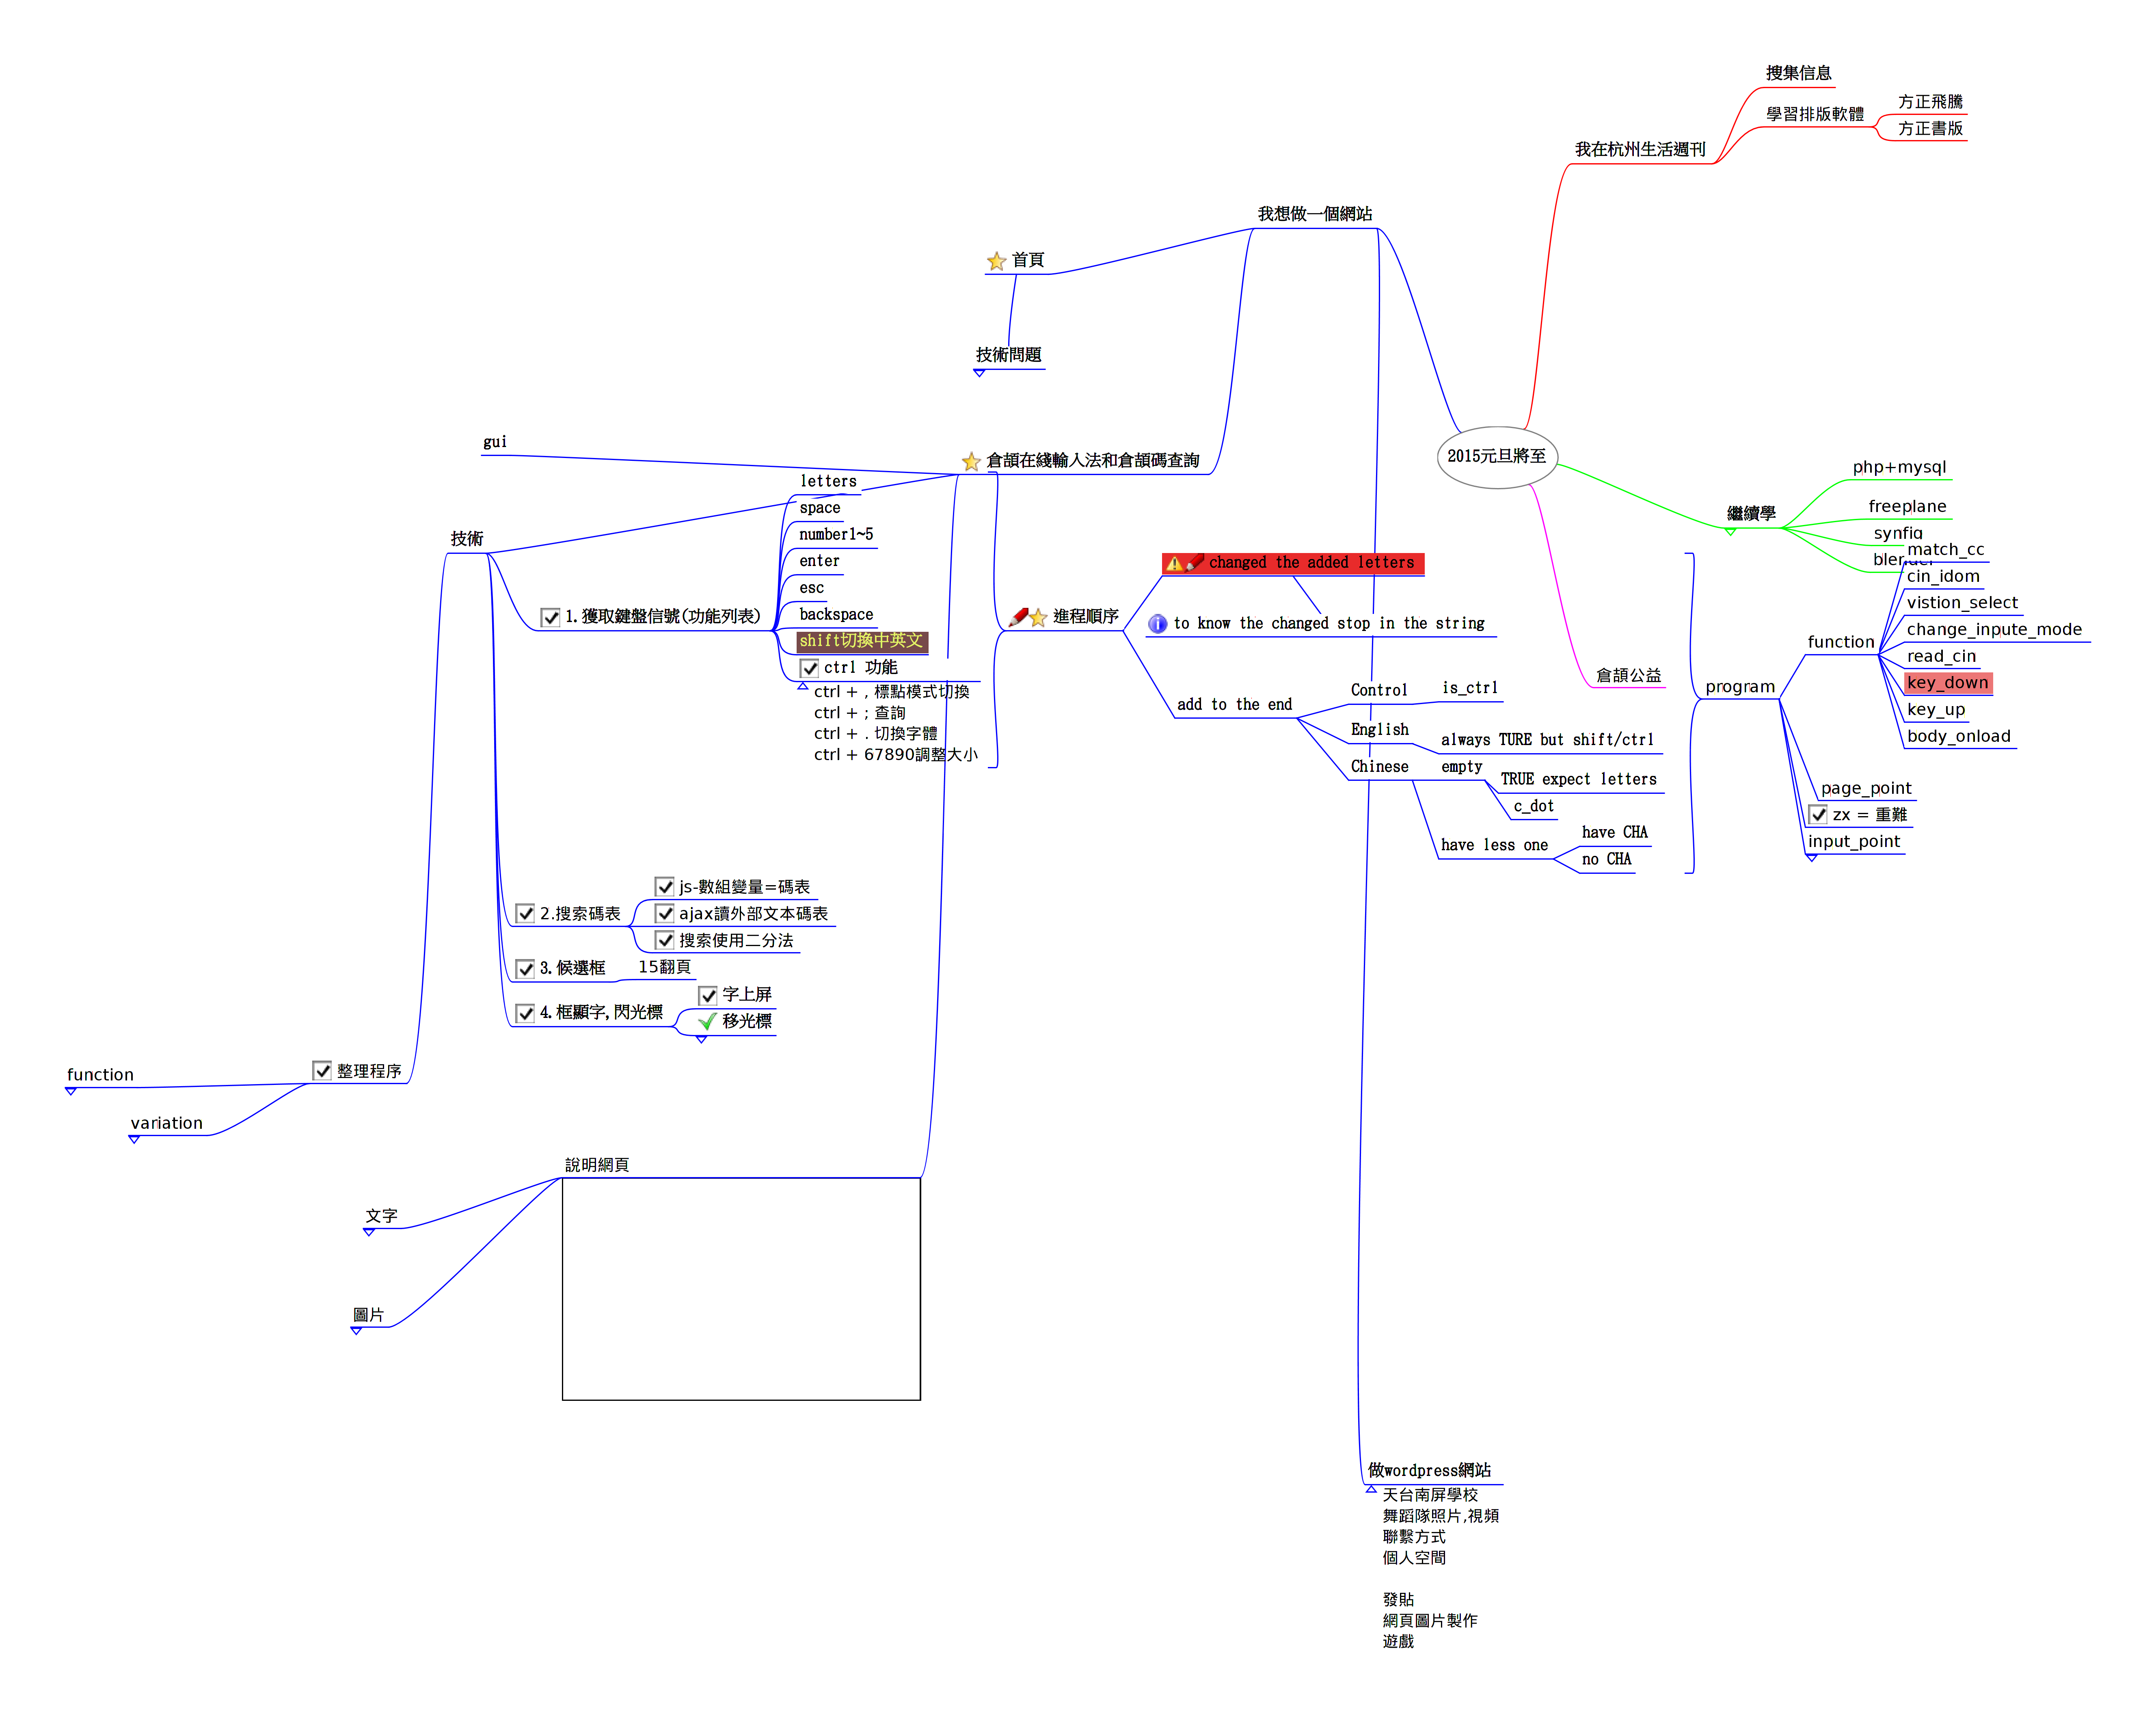 2015元旦將至
我在杭州生活週刊
搜集信息
學習排版軟體
方正飛騰
方正書版
我想做一個網站
首頁
技術問題
倉頡在綫輸入法和倉頡碼查詢
gui
技術
1.獲取鍵盤信號(功能列表)
letters
space
number1~5
enter
esc
backspace
shift切換中英文
ctrl 功能
ctrl + , 標點模式切換
ctrl + ; 查詢
ctrl + . 切換字體
ctrl + 67890調整大小
2.搜索碼表
js-數組變量=碼表
ajax讀外部文本碼表
搜索使用二分法
3.候選框
15翻頁
4.框顯字,閃光標
字上屏
移光標
整理程序
function
variation
說明網頁
文字
圖片
進程順序
changed the added letters
to know the changed stop in the string
add to the end
Control
is_ctrl
English
always TURE but shift/ctrl
Chinese
empty
TRUE expect letters
c_dot
have less one
have CHA
no CHA
program
function
match_cc
cin_idom
vistion_select
change_inpute_mode
read_cin
key_down
key_up
body_onload
page_point
zx = 重難
input_point
做wordpress網站
天台南屏學校
舞蹈隊照片,視頻
聯繫方式
個人空間
發貼
網頁圖片製作
遊戲
繼續學
php+mysql
freeplane
synfig
blender
倉頡公益